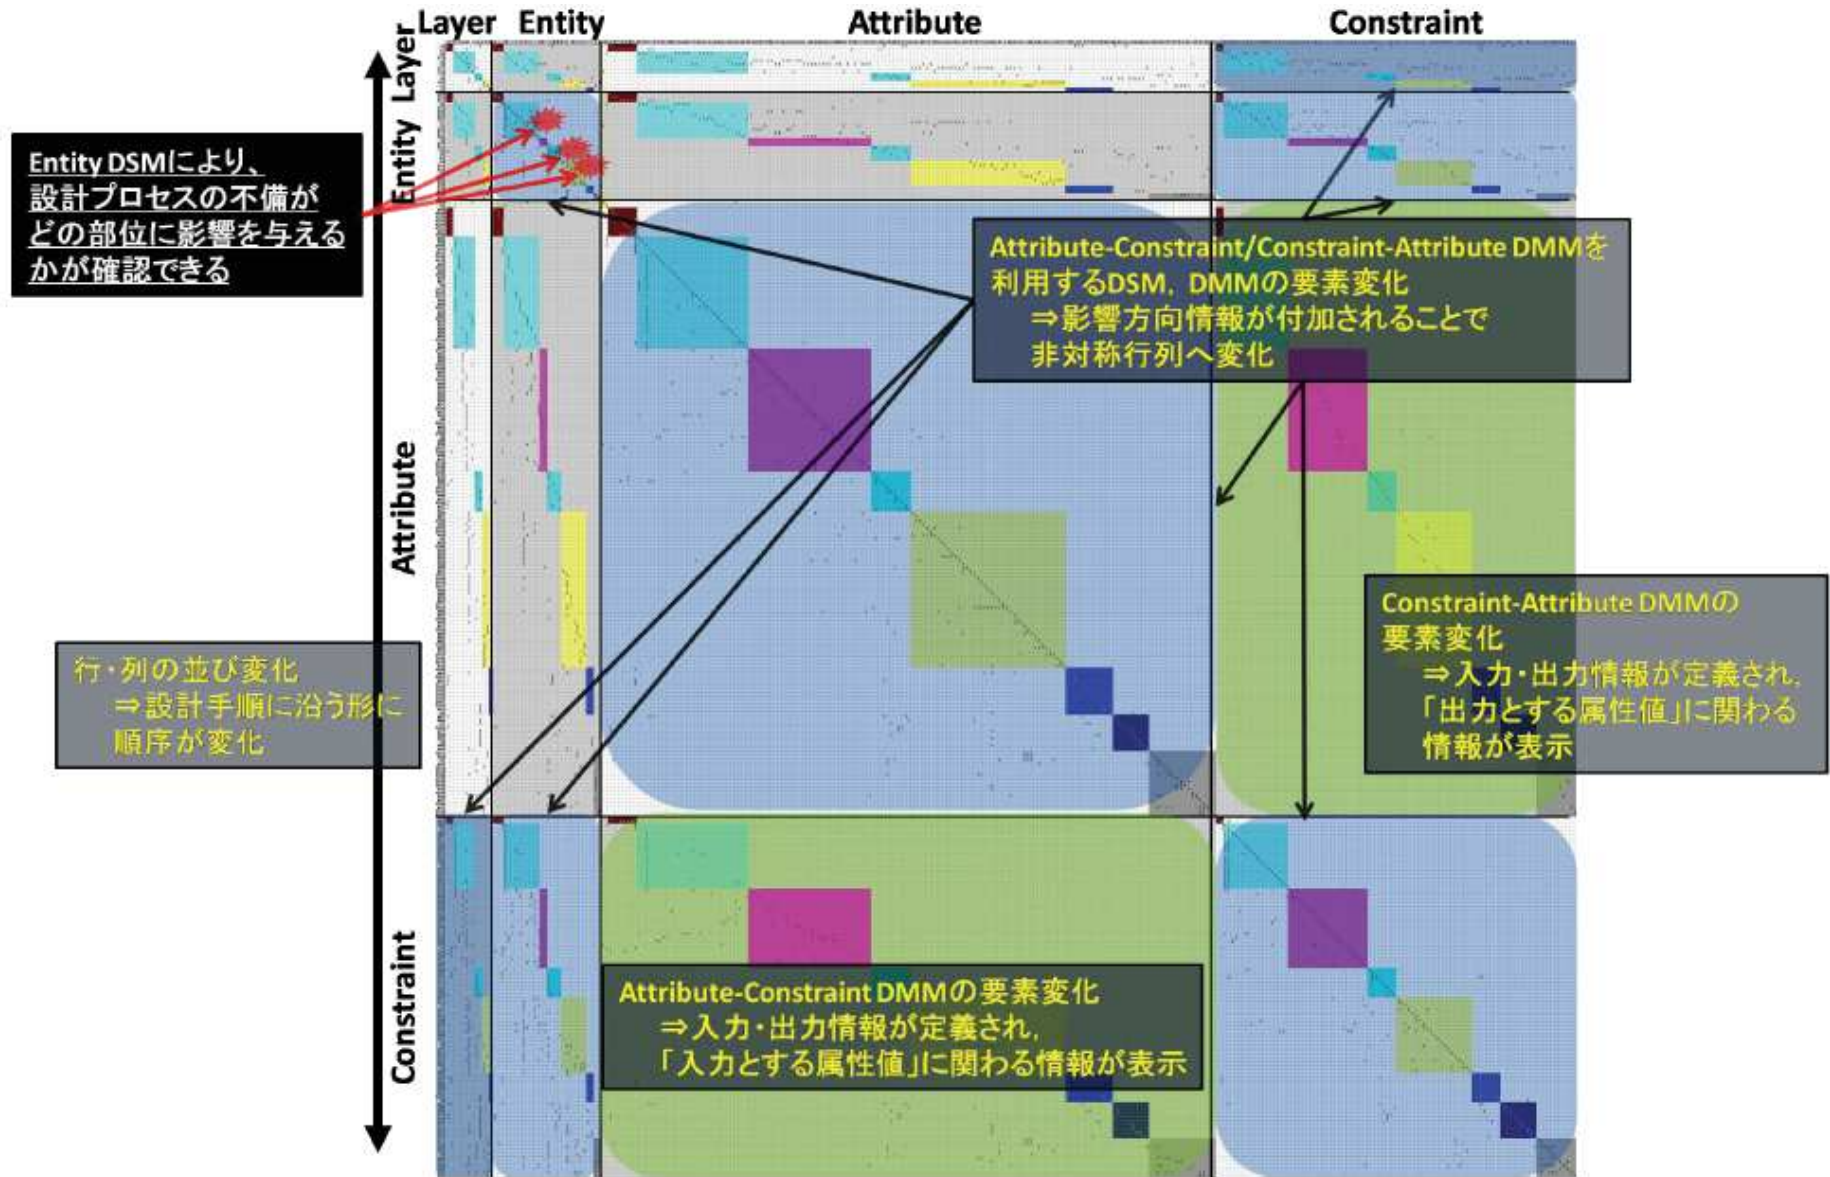 Layer Entity Attribute Constraint
Layer
Entity
Attribute
Constraint
Entity DSMにより、
設計プロセスの不備が
どの部位に影響を与える
かが確認できる
Attribute-Constraint/Constraint-Attribute DMMを
利用するDSM，DMMの要素変化
⇒影響方向情報が付加されることで
非対称行列へ変化
行・列の並び変化
⇒設計手順に沿う形に
順序が変化
Constraint-Attribute DMMの
要素変化
⇒入力・出力情報が定義され，
「出力とする属性値」に関わる
情報が表示
Attribute-Constraint DMMの要素変化
⇒入力・出力情報が定義され，
「入力とする属性値」に関わる情報が表示